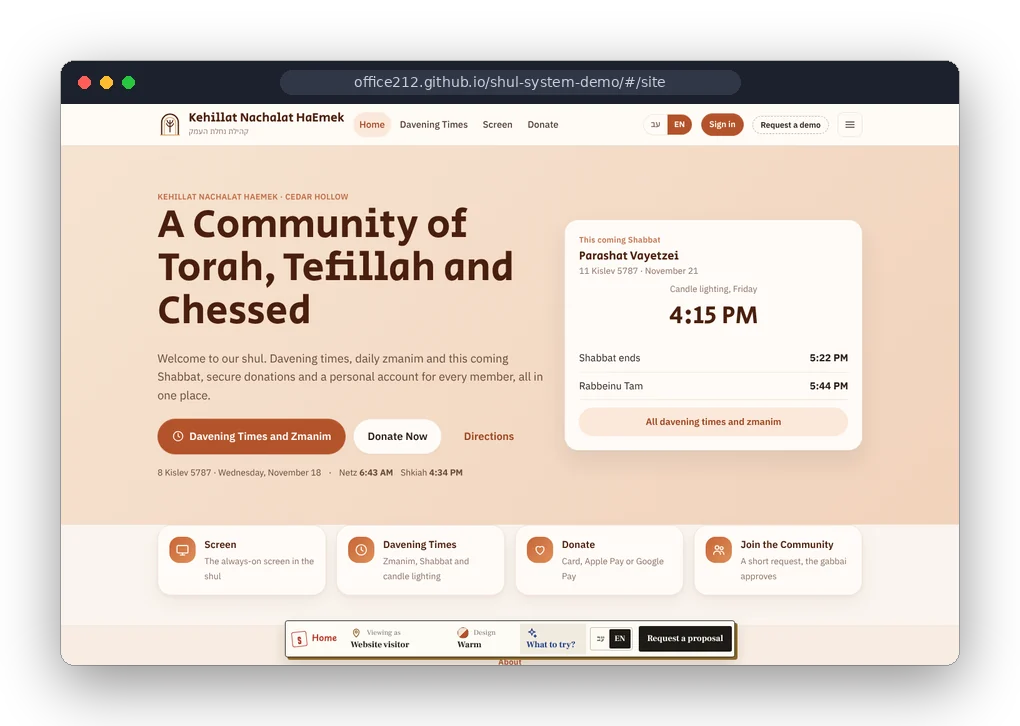 office212.github.io/shul-system-demo/#/site
Kehillat Nachalat HaEmek
קהילת נחלת העמק
Home
Davening Times
Screen
Donate
עב
EN
Sign in
Request a demo
KEHILLAT NACHALAT HAEMEK · CEDAR HOLLOW
A Community of
Torah, Tefillah and
Chessed
Welcome to our shul. Davening times, daily zmanim and this coming
Shabbat, secure donations and a personal account for every member, all in
one place.
Davening Times and Zmanim
Donate Now
Directions
8 Kislev 5787 · Wednesday, November 18 · Netz 6:43 AM Shkiah 4:34 PM
This coming Shabbat
Parashat Vayetzei
11 Kislev 5787 · November 21
Candle lighting, Friday
4:15 PM
Shabbat ends 5:22 PM
Rabbeinu Tam 5:44 PM
All davening times and zmanim
Screen
The always-on screen in the
shul
Davening Times
Zmanim, Shabbat and
candle lighting
Donate
Card, Apple Pay or Google
Pay
Join the Community
A short request, the gabbai
approves
Home
Viewing as
Website visitor
Design
Warm
What to try?
עב
EN
Request a proposal
About